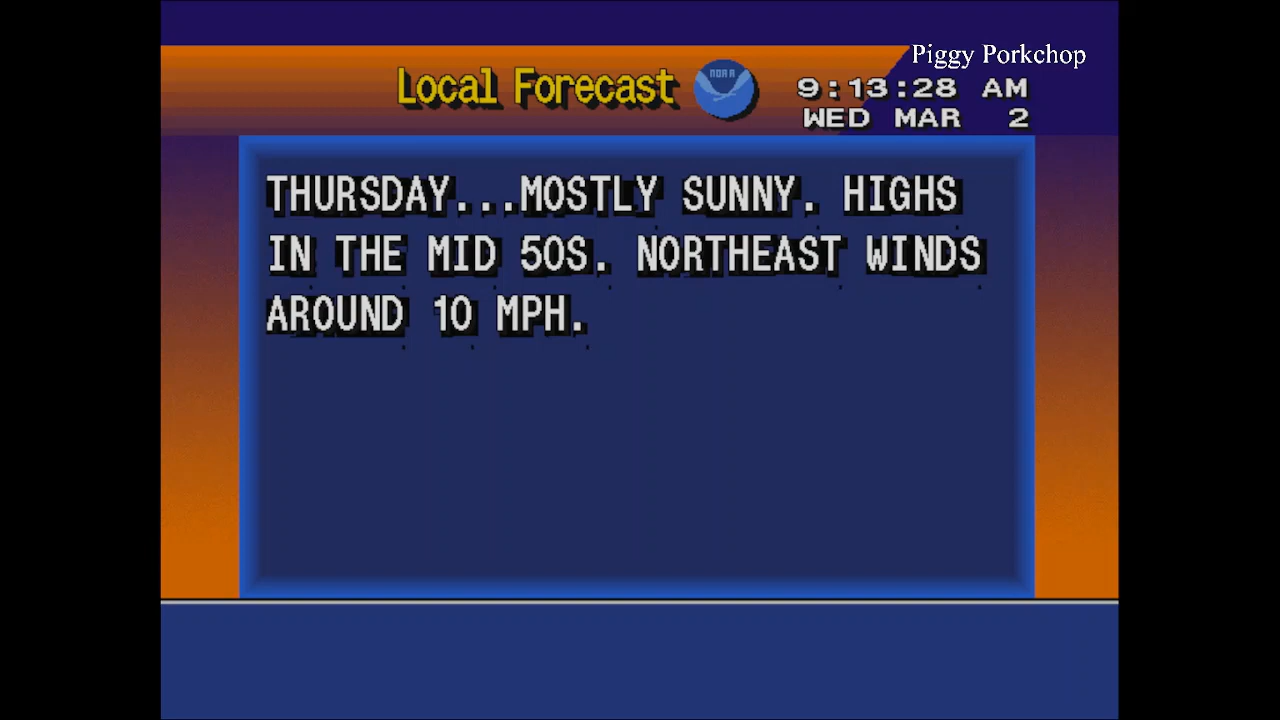 Piggy Porkchop
Local Forecast
NOAA
9:13:28 AM
WED MAR 2
THURSDAY...MOSTLY SUNNY. HIGHS
IN THE MID 50S. NORTHEAST WINDS
AROUND 10 MPH.